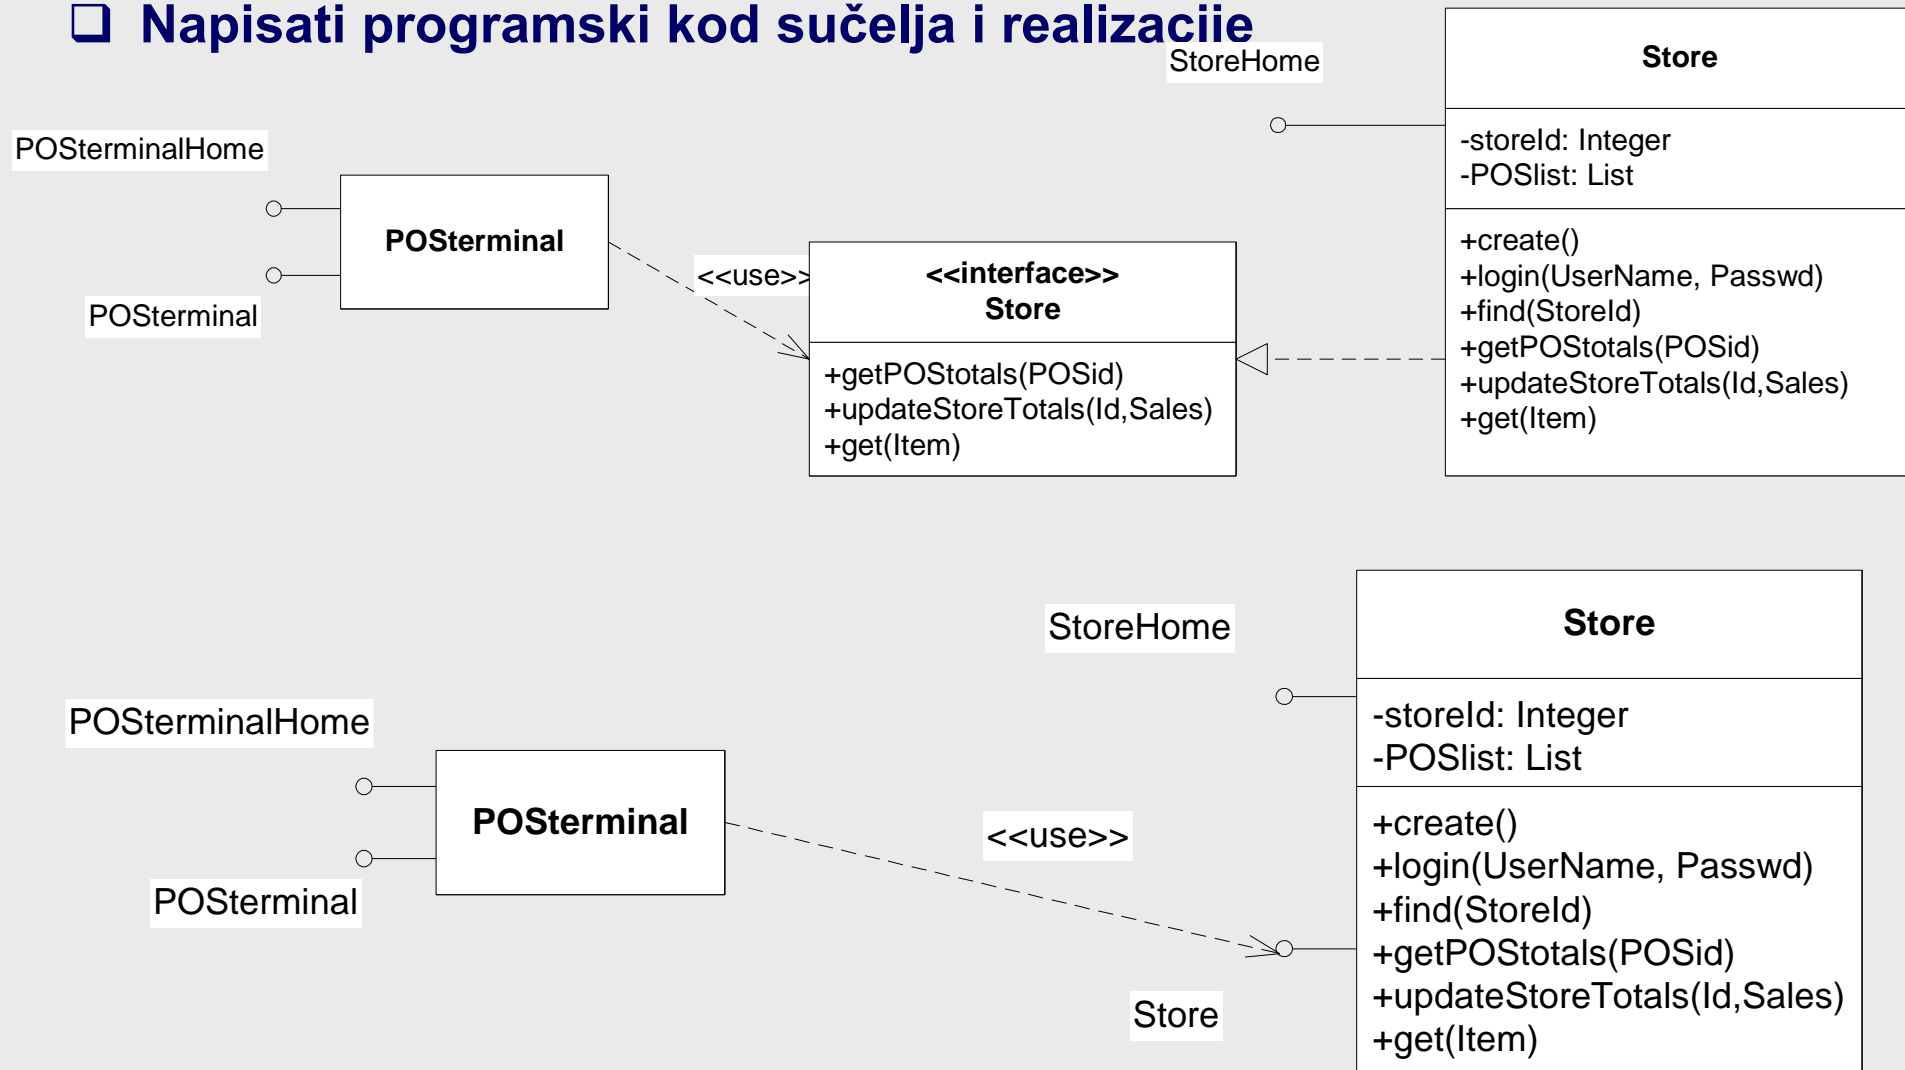 ❑ Napisati programski kod sučelja i realizacije
StoreHome
Store
-storeId: Integer
-POSlist: List
+create()
+login(UserName, Passwd)
+find(StoreId)
+getPOStotals(POSid)
+updateStoreTotals(Id,Sales)
+get(Item)
POSterminalHome
POSterminal
POSterminal
<<use>>
<<interface>>
Store
+getPOStotals(POSid)
+updateStoreTotals(Id,Sales)
+get(Item)
StoreHome
Store
-storeId: Integer
-POSlist: List
+create()
+login(UserName, Passwd)
+find(StoreId)
+getPOStotals(POSid)
+updateStoreTotals(Id,Sales)
+get(Item)
POSterminalHome
POSterminal
POSterminal
<<use>>
Store